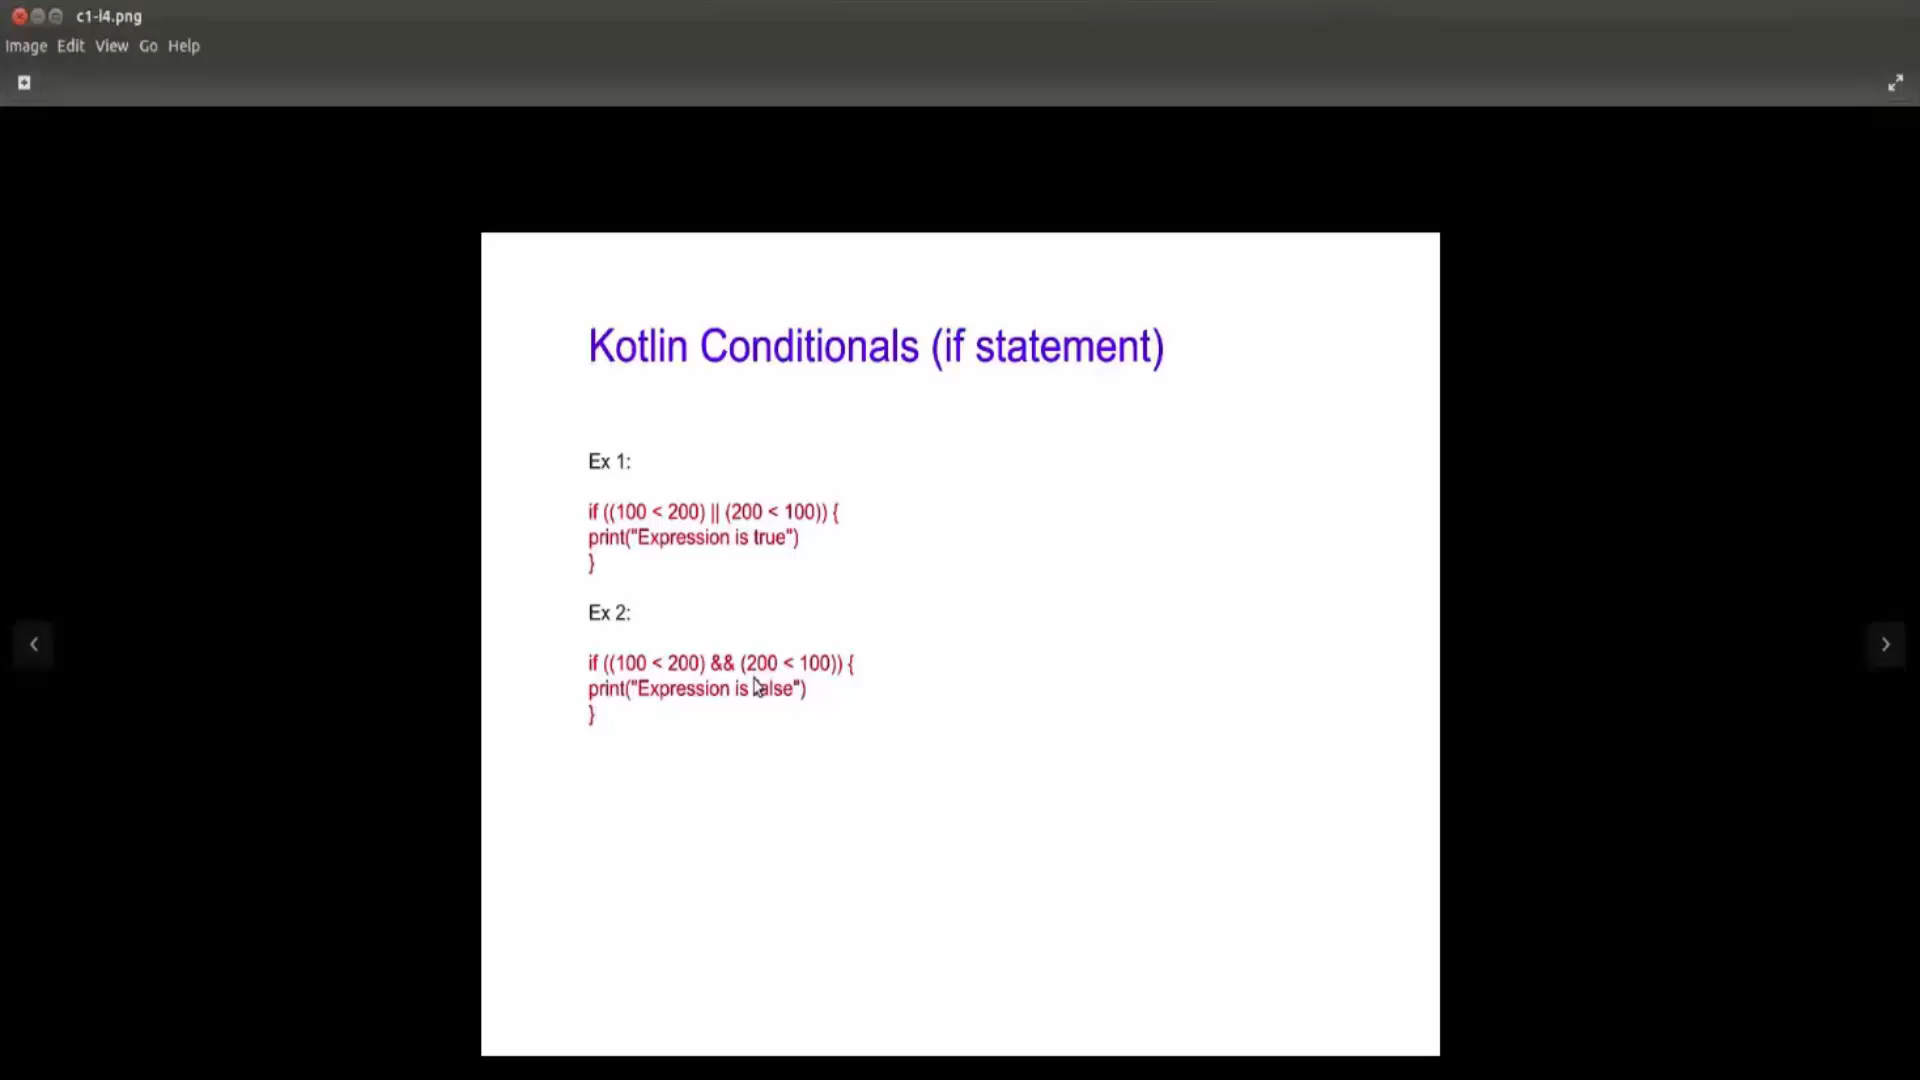 c1-l4.png
Image Edit View Go Help
Kotlin Conditionals (if statement)
Ex 1:
if ((100 < 200) || (200 < 100)) {
print("Expression is true")
}
Ex 2:
if ((100 < 200) && (200 < 100)) {
print("Expression is false")
}